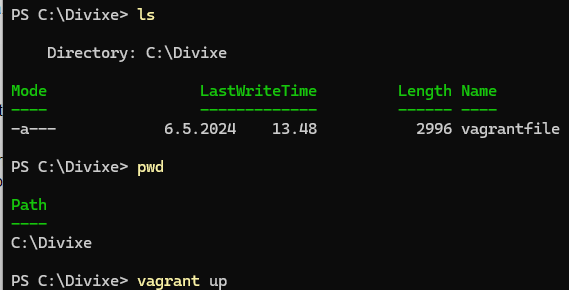 PS C:\Divixe> ls
Directory: C:\Divixe
Mode LastWriteTime Length Name
---- ------------- ------ ----
-a--- 6.5.2024 13.48 2996 vagrantfile
PS C:\Divixe> pwd
Path
----
C:\Divixe
PS C:\Divixe> vagrant up